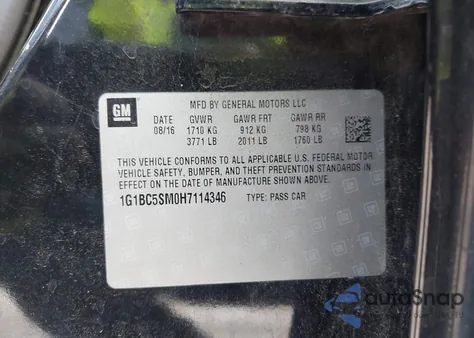 GM
MFD BY GENERAL MOTORS LLC
DATE GVWR GAWR FRT GAWR RR
08/16 1710 KG 912 KG 798 KG
3771 LB 2011 LB 1760 LB
THIS VEHICLE CONFORMS TO ALL APPLICABLE U.S. FEDERAL MOTOR
VEHICLE SAFETY, BUMPER, AND THEFT PREVENTION STANDARDS IN
EFFECT ON THE DATE OF MANUFACTURE SHOWN ABOVE.
1G1BC5SM0H7114346 TYPE: PASS CAR
autoSnap